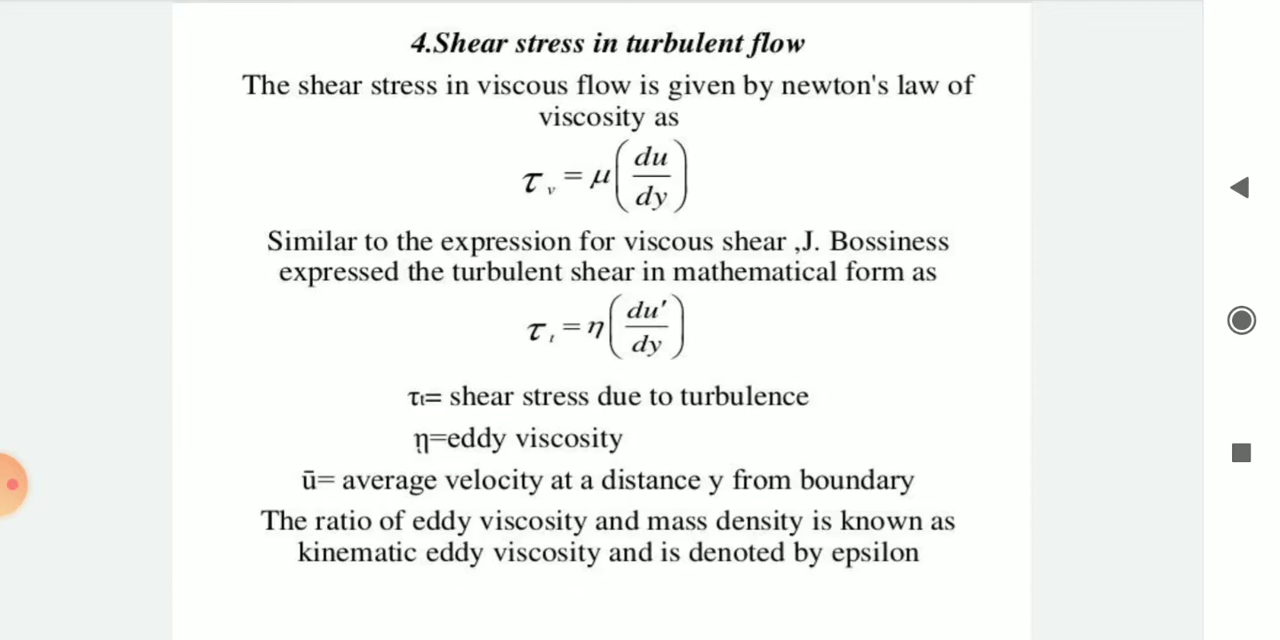 4.Shear stress in turbulent flow
The shear stress in viscous flow is given by newton's law of
viscosity as
τ_v = μ(du/dy)
Similar to the expression for viscous shear ,J. Bossiness
expressed the turbulent shear in mathematical form as
τ_t = η(du'/dy)
τt= shear stress due to turbulence
η=eddy viscosity
ū= average velocity at a distance y from boundary
The ratio of eddy viscosity and mass density is known as
kinematic eddy viscosity and is denoted by epsilon